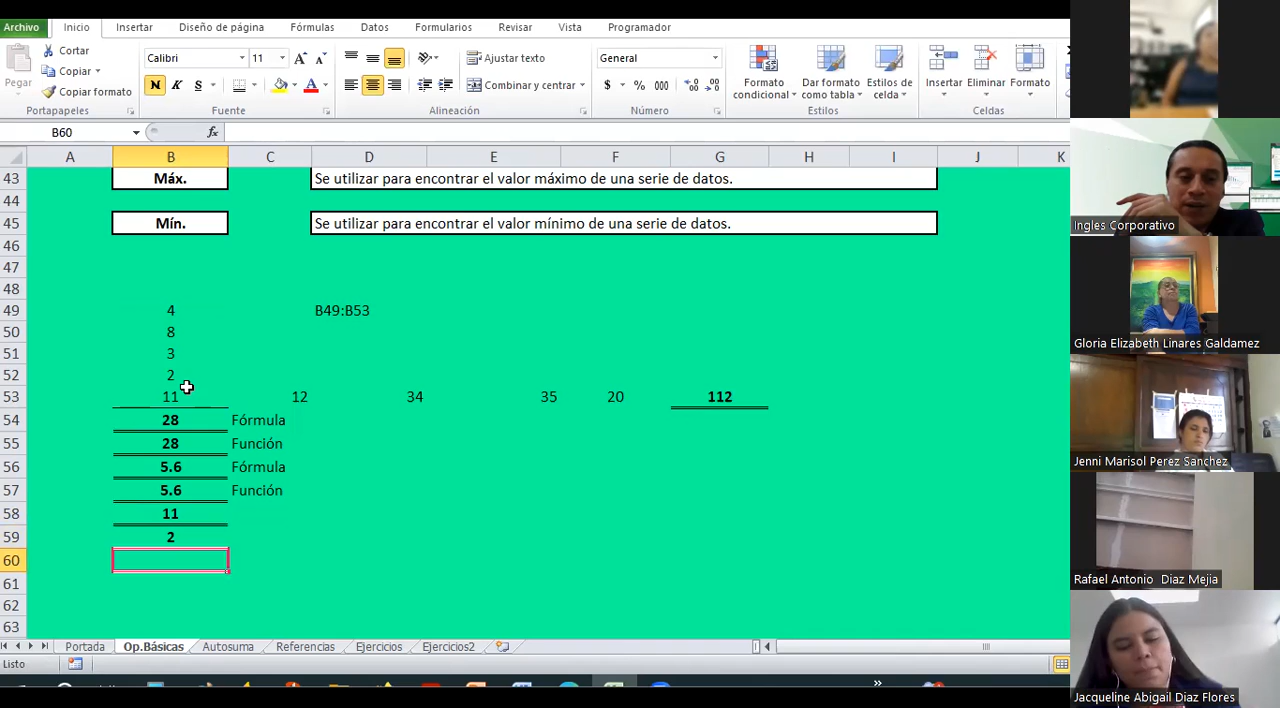 Archivo Inicio Insertar Diseño de página Fórmulas Datos Formularios Revisar Vista Programador
Pegar
Cortar
Copiar
Copiar formato
Portapapeles
Calibri 11
N K S
Fuente
Ajustar texto
Combinar y centrar
Alineación
General
$ % 000
Número
Formato condicional
Dar formato como tabla
Estilos de celda
Estilos
Insertar Eliminar Formato
Celdas
B60 fx
A B C D E F G H I J K
43 Máx. Se utilizar para encontrar el valor máximo de una serie de datos.
44
45 Mín. Se utilizar para encontrar el valor mínimo de una serie de datos.
46
47
48
49 4 B49:B53
50 8
51 3
52 2
53 11 12 34 35 20 112
54 28 Fórmula
55 28 Función
56 5.6 Fórmula
57 5.6 Función
58 11
59 2
60
61
62
63
Portada Op.Básicas Autosuma Referencias Ejercicios Ejercicios2
Listo
Ingles Corporativo
Gloria Elizabeth Linares Galdamez
Jenni Marisol Perez Sanchez
Rafael Antonio Diaz Mejia
Jacqueline Abigail Diaz Flores